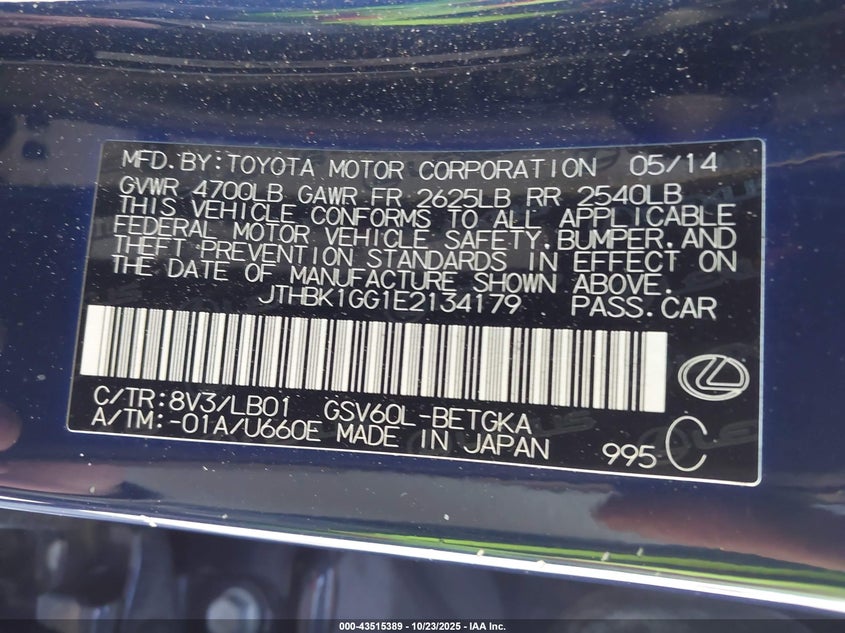 MFD.BY:TOYOTA MOTOR CORPORATION 05/14
GVWR 4700LB GAWR FR 2625LB RR 2540LB
THIS VEHICLE CONFORMS TO ALL APPLICABLE
FEDERAL MOTOR VEHICLE SAFETY,BUMPER,AND
THEFT PREVENTION STANDARDS IN EFFECT ON
THE DATE OF MANUFACTURE SHOWN ABOVE.
JTHBK1GG1E2134179 PASS.CAR
C/TR:8V3/LB01 GSV60L-BETGKA
A/TM:-01A/U660E MADE IN JAPAN 995 C
000-43515389 - 10/23/2025 - IAA Inc.